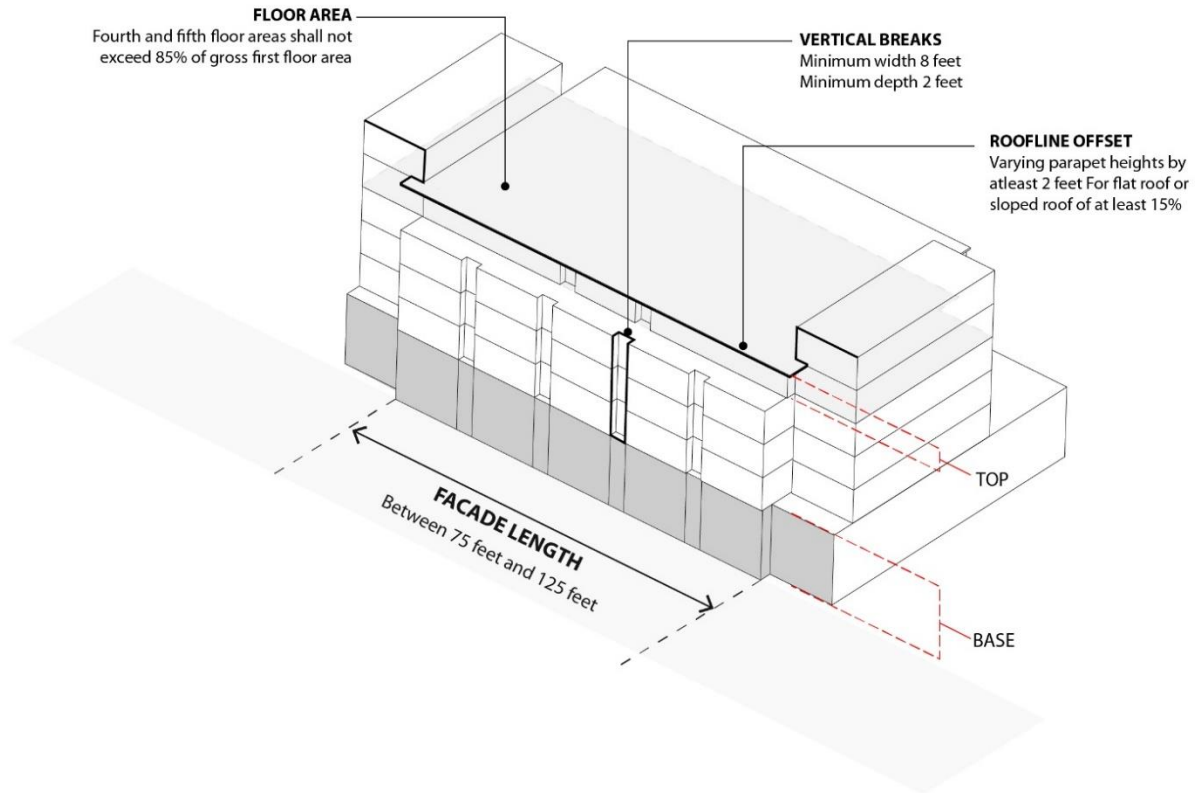 FLOOR AREA
Fourth and fifth floor areas shall not
exceed 85% of gross first floor area
VERTICAL BREAKS
Minimum width 8 feet
Minimum depth 2 feet
ROOFLINE OFFSET
Varying parapet heights by
atleast 2 feet For flat roof or
sloped roof of at least 15%
TOP
FACADE LENGTH
Between 75 feet and 125 feet
BASE